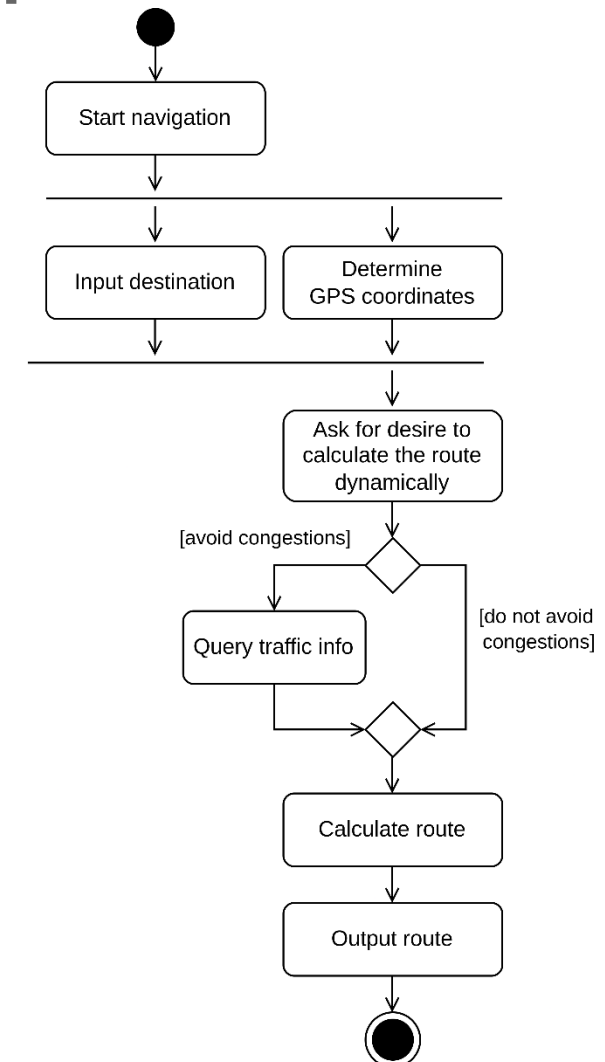 Start navigation
Input destination
Determine
GPS coordinates
Ask for desire to
calculate the route
dynamically
[avoid congestions]
[do not avoid
congestions]
Query traffic info
Calculate route
Output route